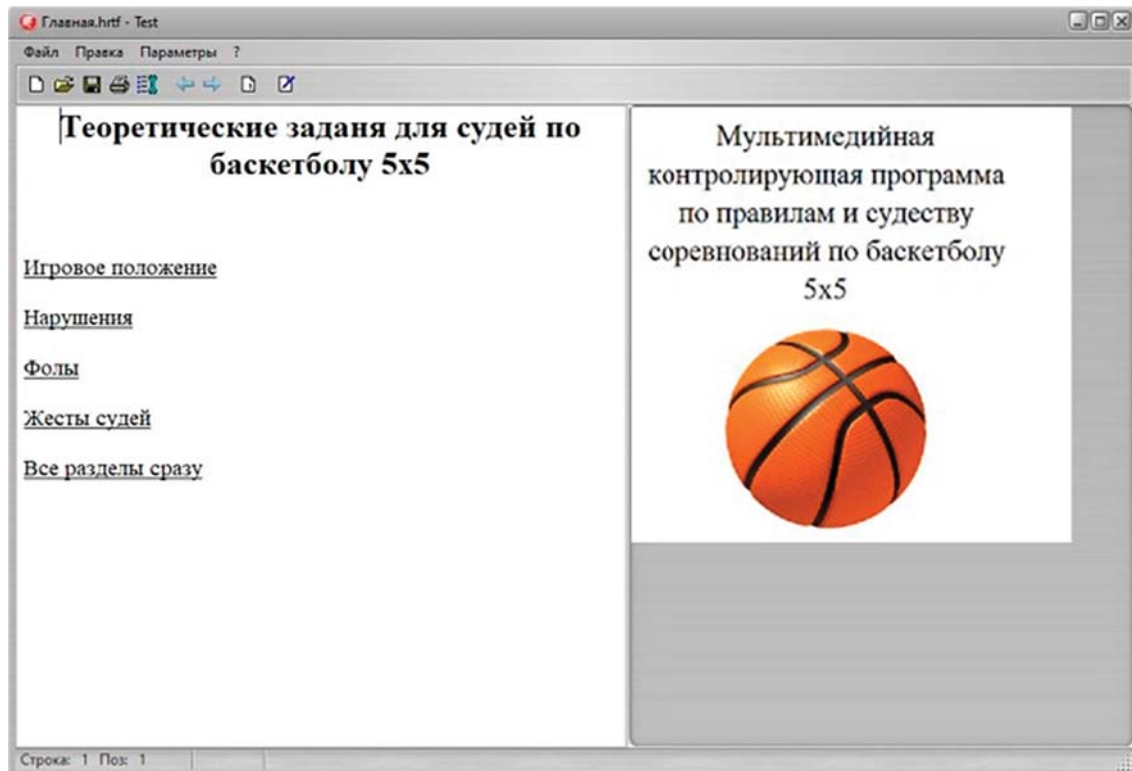 Главная.hrtf - Test
Файл Правка Параметры ?
Теоретические заданя для судей по
баскетболу 5х5
Игровое положение
Нарушения
Фолы
Жесты судей
Все разделы сразу
Мультимедийная
контролирующая программа
по правилам и судеству
соревнований по баскетболу
5х5
Строка: 1 Поз: 1